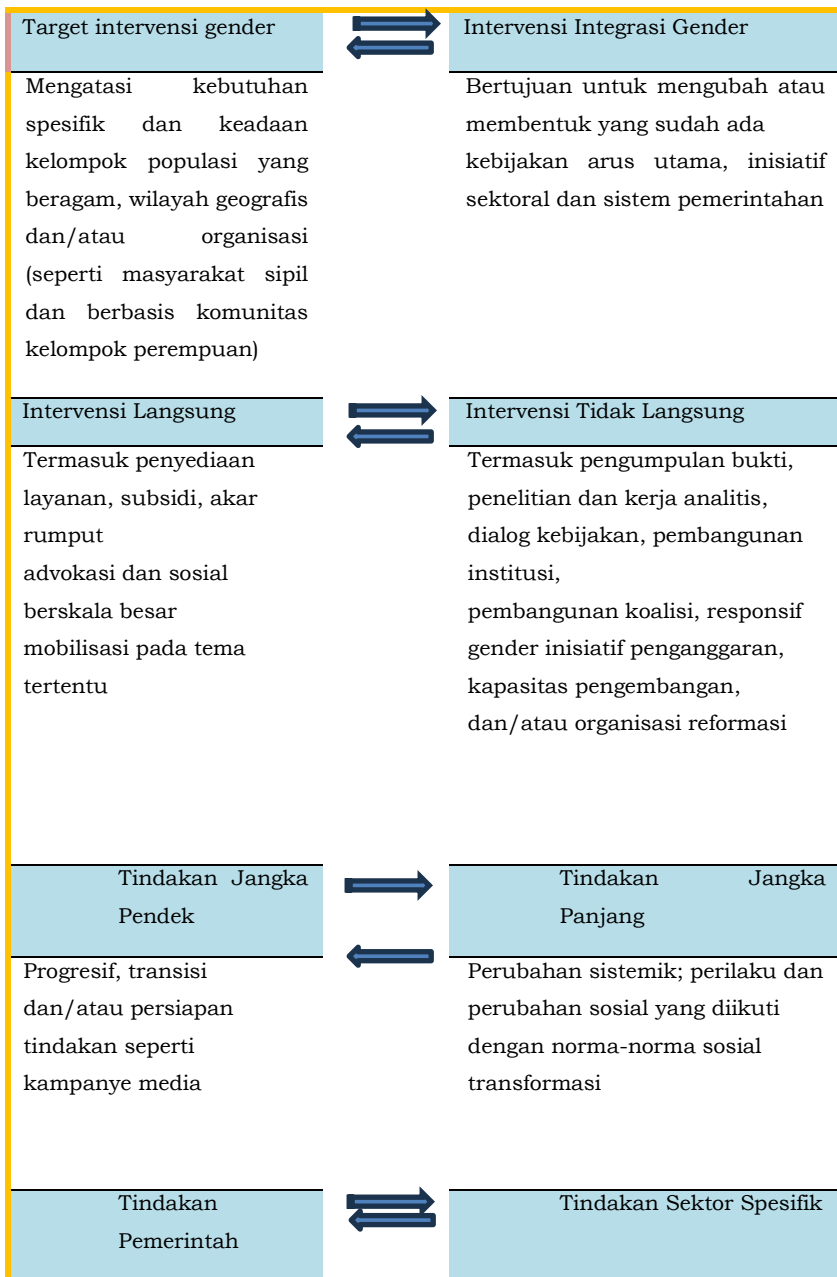 Target intervensi gender
Intervensi Integrasi Gender
Mengatasi kebutuhan
spesifik dan keadaan
kelompok populasi yang
beragam, wilayah geografis
dan/atau organisasi
(seperti masyarakat sipil
dan berbasis komunitas
kelompok perempuan)
Bertujuan untuk mengubah atau
membentuk yang sudah ada
kebijakan arus utama, inisiatif
sektoral dan sistem pemerintahan
Intervensi Langsung
Intervensi Tidak Langsung
Termasuk penyediaan
layanan, subsidi, akar
rumput
advokasi dan sosial
berskala besar
mobilisasi pada tema
tertentu
Termasuk pengumpulan bukti,
penelitian dan kerja analitis,
dialog kebijakan, pembangunan
institusi,
pembangunan koalisi, responsif
gender inisiatif penganggaran,
kapasitas pengembangan,
dan/atau organisasi reformasi
Tindakan Jangka
Pendek
Tindakan Jangka
Panjang
Progresif, transisi
dan/atau persiapan
tindakan seperti
kampanye media
Perubahan sistemik; perilaku dan
perubahan sosial yang diikuti
dengan norma-norma sosial
transformasi
Tindakan
Pemerintah
Tindakan Sektor Spesifik